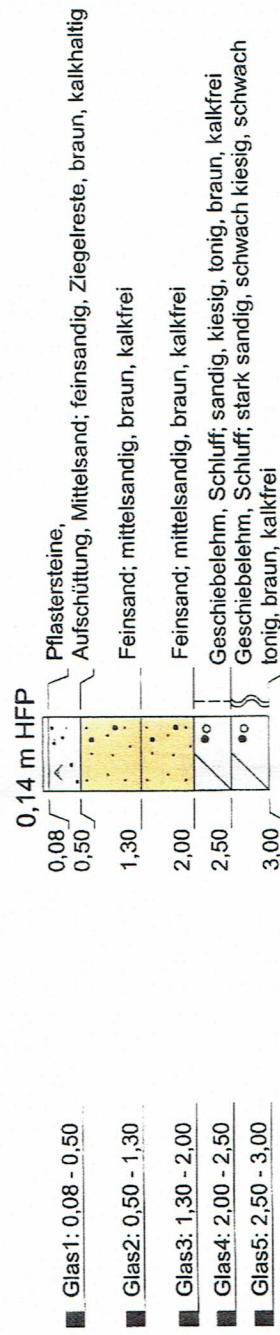 0,14 m HFP
0,08
Pflastersteine,
0,50
Aufschüttung, Mittelsand; feinsandig, Ziegelreste, braun, kalkhaltig
1,30
Feinsand; mittelsandig, braun, kalkfrei
2,00
Feinsand; mittelsandig, braun, kalkfrei
2,50
Geschiebelehm, Schluff; sandig, kiesig, tonig, braun, kalkfrei
3,00
Geschiebelehm, Schluff; stark sandig, schwach kiesig, schwach
tonig, braun, kalkfrei
Glas1: 0,08 - 0,50
Glas2: 0,50 - 1,30
Glas3: 1,30 - 2,00
Glas4: 2,00 - 2,50
Glas5: 2,50 - 3,00